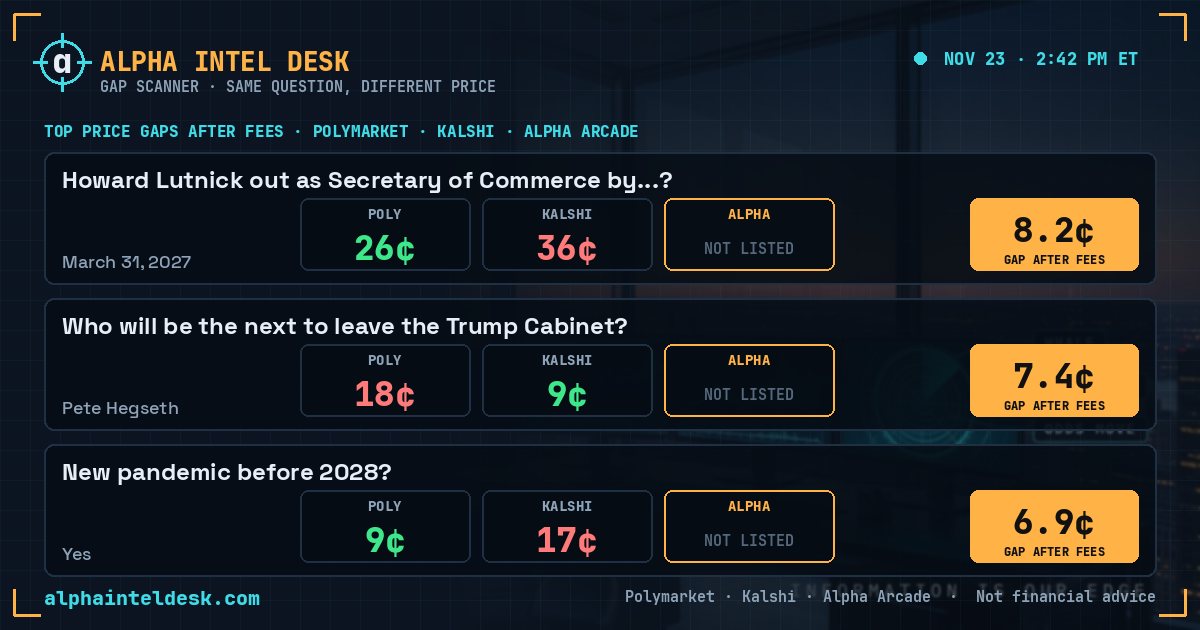 α ALPHA INTEL DESK
GAP SCANNER · SAME QUESTION, DIFFERENT PRICE
NOV 23 · 2:42 PM ET
TOP PRICE GAPS AFTER FEES · POLYMARKET · KALSHI · ALPHA ARCADE
Howard Lutnick out as Secretary of Commerce by...?
March 31, 2027
POLY
26¢
KALSHI
36¢
ALPHA
NOT LISTED
8.2¢
GAP AFTER FEES
Who will be the next to leave the Trump Cabinet?
Pete Hegseth
POLY
18¢
KALSHI
9¢
ALPHA
NOT LISTED
7.4¢
GAP AFTER FEES
New pandemic before 2028?
Yes
POLY
9¢
KALSHI
17¢
ALPHA
NOT LISTED
6.9¢
GAP AFTER FEES
INFORMATION IS OUR EDGE
alphainteldesk.com
Polymarket · Kalshi · Alpha Arcade · Not financial advice